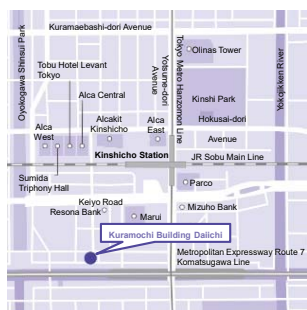 Kuramaebashi-dori Avenue
Oyokogawa Shinsui Park
Tobu Hotel Levant
Tokyo
Yotsume-dori
Avenue
Tokyo Metro Hanzomon Line
Olinas Tower
Yokojikken River
Alca Central
Kinshi Park
Alca
West
Alcakit
Kinshicho
Alca
East
Hokusai-dori
Avenue
Kinshicho Station
JR Sobu Main Line
Sumida
Triphony Hall
Parco
Keiyo Road
Resona Bank
Marui
Mizuho Bank
Kuramochi Building Daiichi
Metropolitan Expressway Route 7
Komatsugawa Line